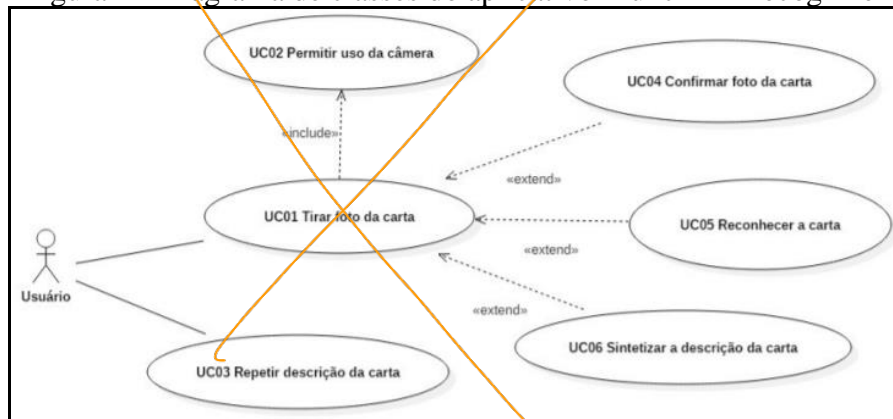 UC02 Permitir uso da câmera
UC04 Confirmar foto da carta
«include»
«extend»
UC01 Tirar foto da carta
UC05 Reconhecer a carta
«extend»
Usuário
«extend»
UC06 Sintetizar a descrição da carta
UC03 Repetir descrição da carta